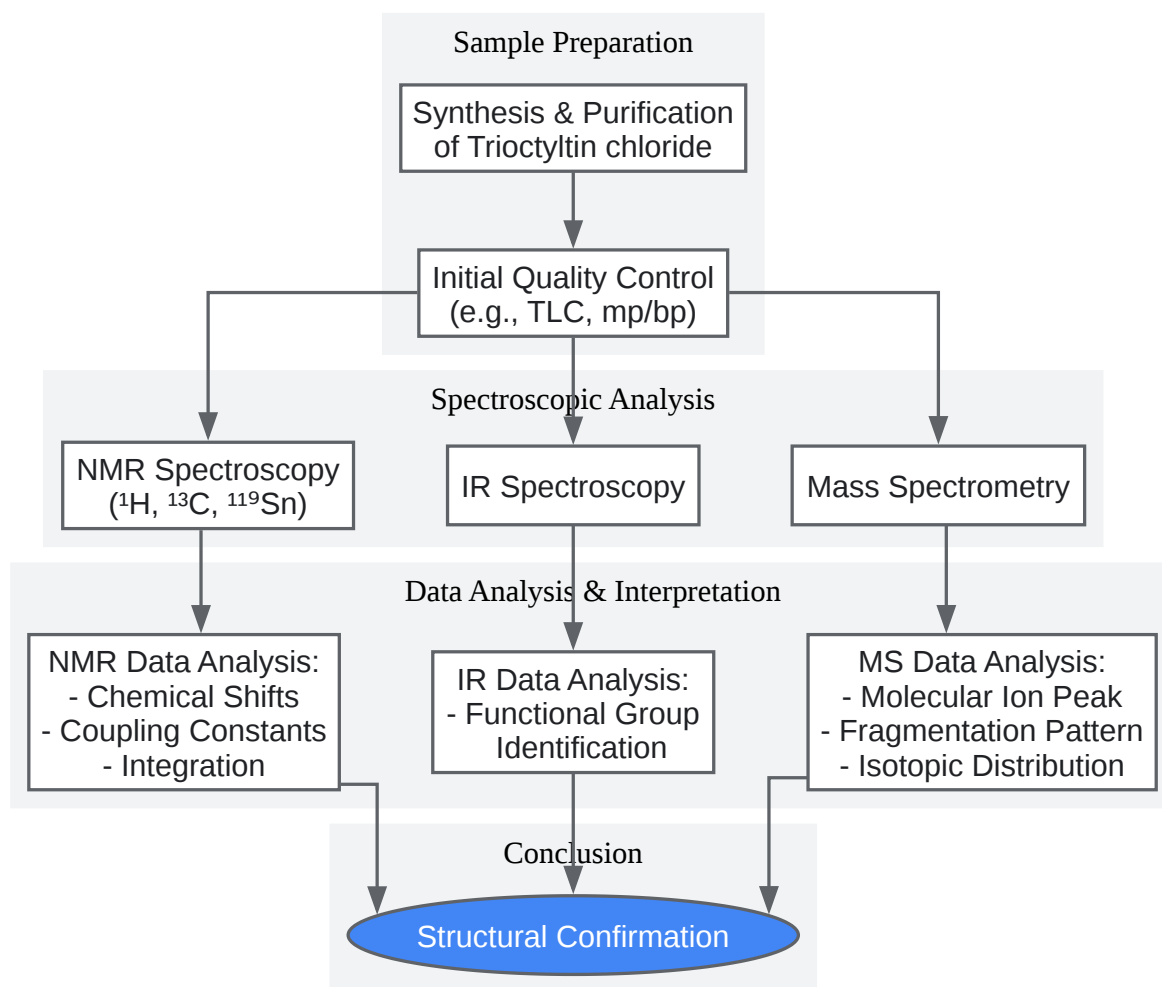 Sample Preparation
Synthesis & Purification
of Trioctyltin chloride
Initial Quality Control
(e.g., TLC, mp/bp)
Spectroscopic Analysis
NMR Spectroscopy
(¹H, ¹³C, ¹¹⁹Sn)
IR Spectroscopy
Mass Spectrometry
Data Analysis & Interpretation
NMR Data Analysis:
- Chemical Shifts
- Coupling Constants
- Integration
IR Data Analysis:
- Functional Group
Identification
MS Data Analysis:
- Molecular Ion Peak
- Fragmentation Pattern
- Isotopic Distribution
Conclusion
Structural Confirmation